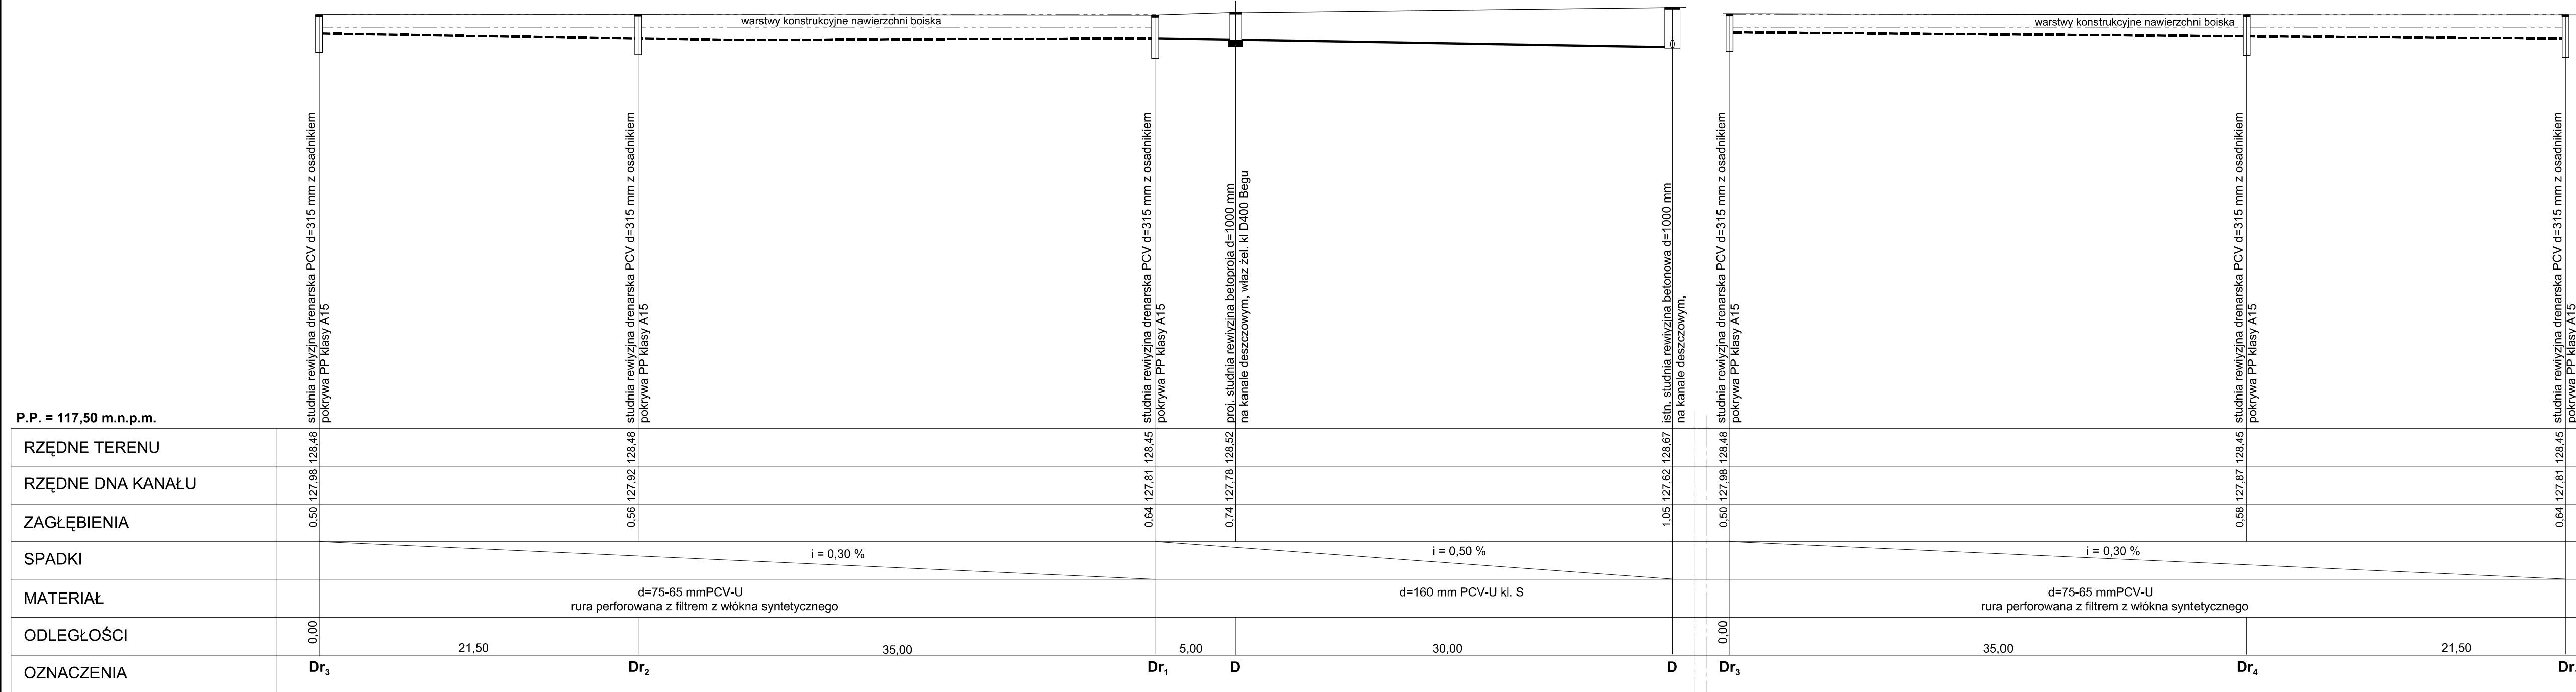 warstwy konstrukcyjne nawierzchni boiska
warstwy konstrukcyjne nawierzchni boiska
studnia rewiyzjna drenarska PCV d=315 mm z osadnikiem
pokrywa PP klasy A15
studnia rewiyzjna drenarska PCV d=315 mm z osadnikiem
pokrywa PP klasy A15
studnia rewiyzjna drenarska PCV d=315 mm z osadnikiem
pokrywa PP klasy A15
proj. studnia rewiyzjna betoproja d=1000 mm
na kanale deszczowym, właz żel. kl D400 Begu
istn. studnia rewiyzjna betonowa d=1000 mm
na kanale deszczowym,
studnia rewiyzjna drenarska PCV d=315 mm z osadnikiem
pokrywa PP klasy A15
studnia rewiyzjna drenarska PCV d=315 mm z osadnikiem
pokrywa PP klasy A15
studnia rewiyzjna drenarska PCV d=315 mm z osadnikiem
pokrywa PP klasy A15
P.P. = 117,50 m.n.p.m.
RZĘDNE TERENU 128,48 128,48 128,45 128,52 128,67 128,48 128,45 128,45
RZĘDNE DNA KANAŁU 127,98 127,92 127,81 127,78 127,62 127,98 127,87 127,81
ZAGŁĘBIENIA 0,50 0,56 0,64 0,74 1,05 0,50 0,58 0,64
SPADKI i = 0,30 % i = 0,50 % i = 0,30 %
MATERIAŁ d=75-65 mmPCV-U d=160 mm PCV-U kl. S d=75-65 mmPCV-U
rura perforowana z filtrem z włókna syntetycznego rura perforowana z filtrem z włókna syntetycznego
ODLEGŁOŚCI 0,00 21,50 35,00 5,00 30,00 0,00 35,00 21,50
OZNACZENIA Dr3 Dr2 Dr1 D D Dr3 Dr4 Dr